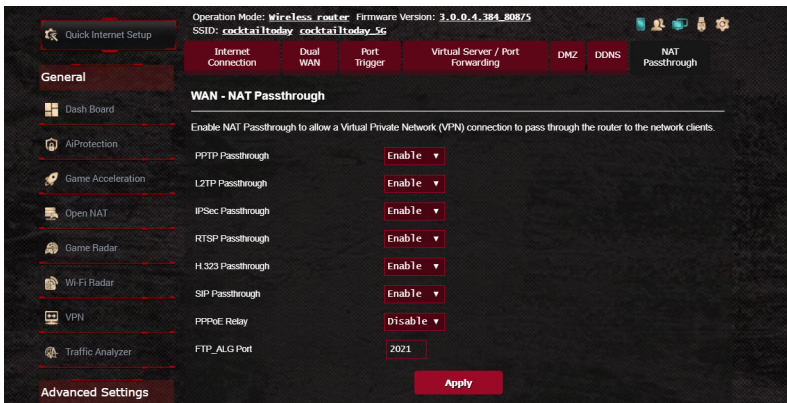 Operation Mode: Wireless router Firmware Version: 3.0.0.4.384_80875
SSID: cocktailtoday cocktailtoday_5G
Quick Internet Setup
General
Dash Board
AiProtection
Game Acceleration
Open NAT
Game Radar
Wi-Fi Radar
VPN
Traffic Analyzer
Advanced Settings
Internet Connection
Dual WAN
Port Trigger
Virtual Server / Port Forwarding
DMZ
DDNS
NAT Passthrough
WAN - NAT Passthrough
Enable NAT Passthrough to allow a Virtual Private Network (VPN) connection to pass through the router to the network clients.
PPTP Passthrough Enable
L2TP Passthrough Enable
IPSec Passthrough Enable
RTSP Passthrough Enable
H.323 Passthrough Enable
SIP Passthrough Enable
PPPoE Relay Disable
FTP_ALG Port 2021
Apply